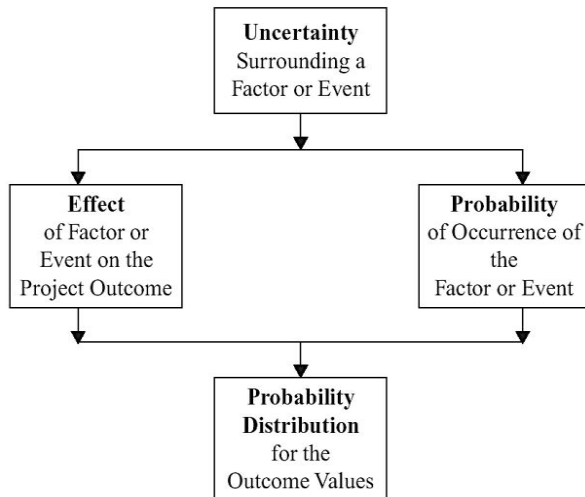 Uncertainty
Surrounding a
Factor or Event
Effect
of Factor or
Event on the
Project Outcome
Probability
of Occurrence of
the
Factor or Event
Probability
Distribution
for the
Outcome Values